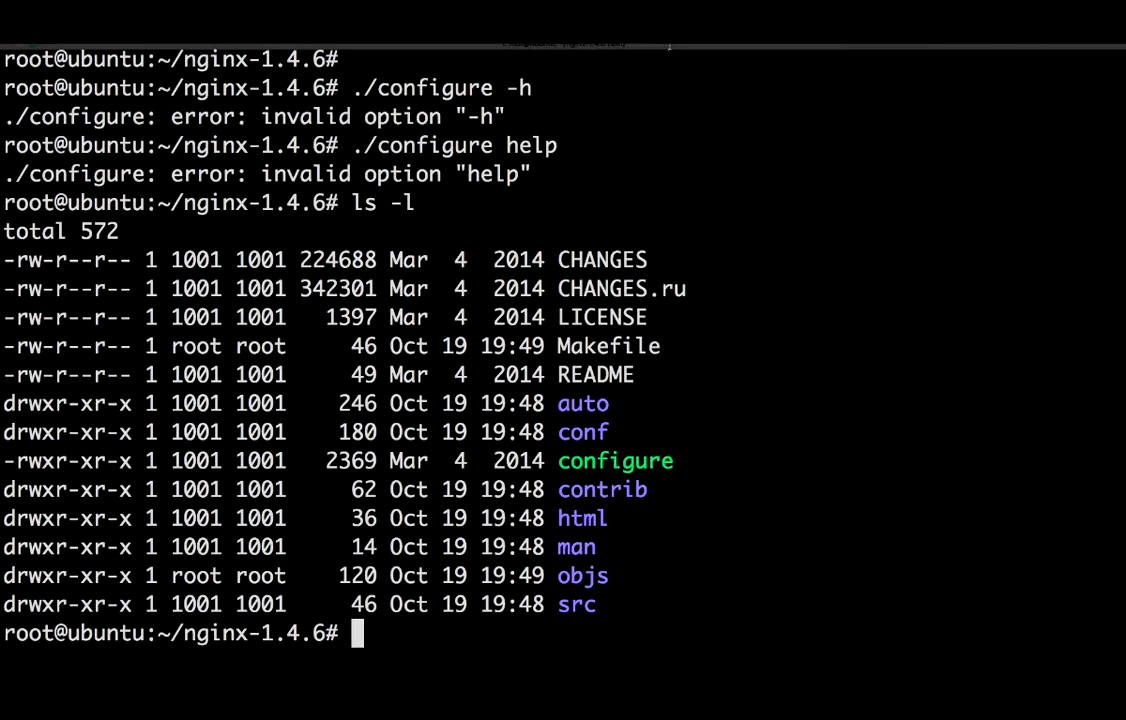 root@ubuntu:~/nginx-1.4.6#
root@ubuntu:~/nginx-1.4.6# ./configure -h
./configure: error: invalid option "-h"
root@ubuntu:~/nginx-1.4.6# ./configure help
./configure: error: invalid option "help"
root@ubuntu:~/nginx-1.4.6# ls -l
total 572
-rw-r--r-- 1 1001 1001 224688 Mar  4  2014 CHANGES
-rw-r--r-- 1 1001 1001 342301 Mar  4  2014 CHANGES.ru
-rw-r--r-- 1 1001 1001   1397 Mar  4  2014 LICENSE
-rw-r--r-- 1 root root     46 Oct 19 19:49 Makefile
-rw-r--r-- 1 1001 1001     49 Mar  4  2014 README
drwxr-xr-x 1 1001 1001    246 Oct 19 19:48 auto
drwxr-xr-x 1 1001 1001    180 Oct 19 19:48 conf
-rwxr-xr-x 1 1001 1001   2369 Mar  4  2014 configure
drwxr-xr-x 1 1001 1001     62 Oct 19 19:48 contrib
drwxr-xr-x 1 1001 1001     36 Oct 19 19:48 html
drwxr-xr-x 1 1001 1001     14 Oct 19 19:48 man
drwxr-xr-x 1 root root    120 Oct 19 19:49 objs
drwxr-xr-x 1 1001 1001     46 Oct 19 19:48 src
root@ubuntu:~/nginx-1.4.6#